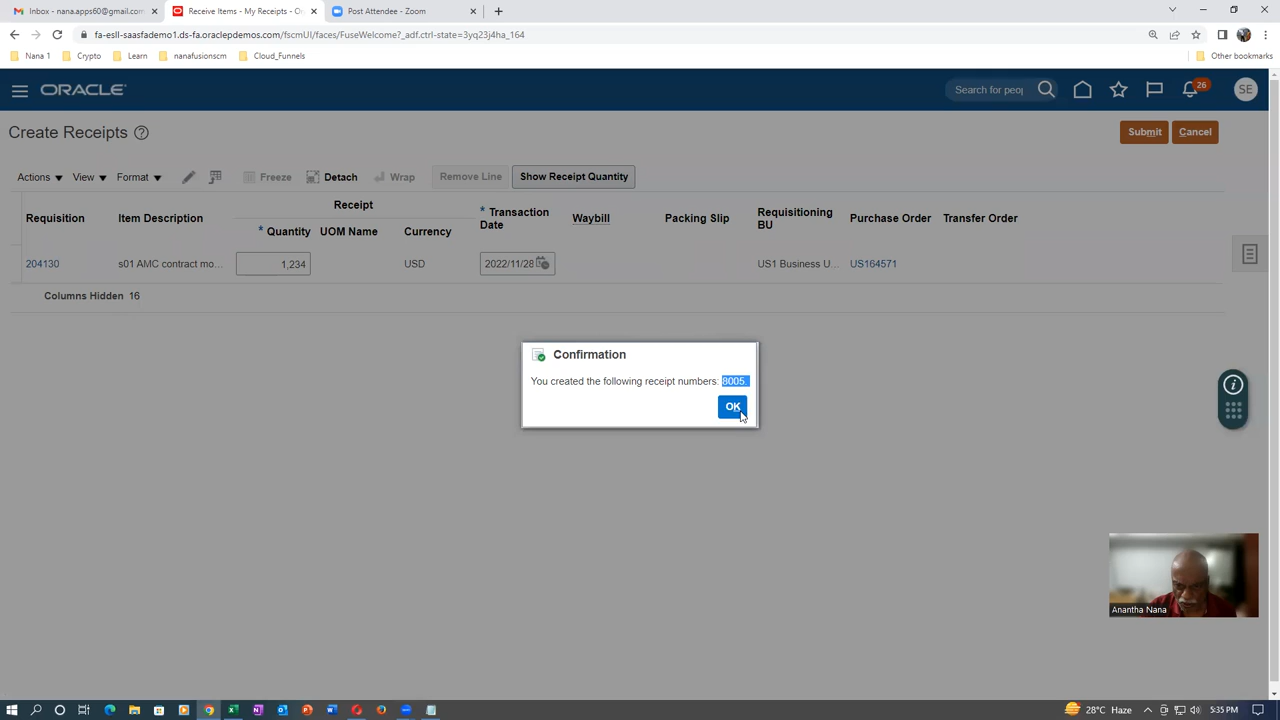 Inbox - nana.apps60@gmail.com
Receive Items - My Receipts - Or
Post Attendee - Zoom
fa-esll-saasfademo1.ds-fa.oraclepdemos.com/fscmUI/faces/FuseWelcome?_adf.ctrl-state=3yq23j4ha_164
Nana 1
Crypto
Learn
nanafusionscm
Cloud_Funnels
Other bookmarks
ORACLE
Search for peop
26
SE
Create Receipts
Submit
Cancel
Actions
View
Format
Freeze
Detach
Wrap
Remove Line
Show Receipt Quantity
Requisition
Item Description
Receipt
* Quantity
UOM Name
Currency
* Transaction Date
Waybill
Packing Slip
Requisitioning BU
Purchase Order
Transfer Order
204130
s01 AMC contract mo...
1,234
USD
2022/11/28
US1 Business U...
US164571
Columns Hidden 16
Confirmation
You created the following receipt numbers: 8005.
OK
Anantha Nana
28°C Haze
5:35 PM